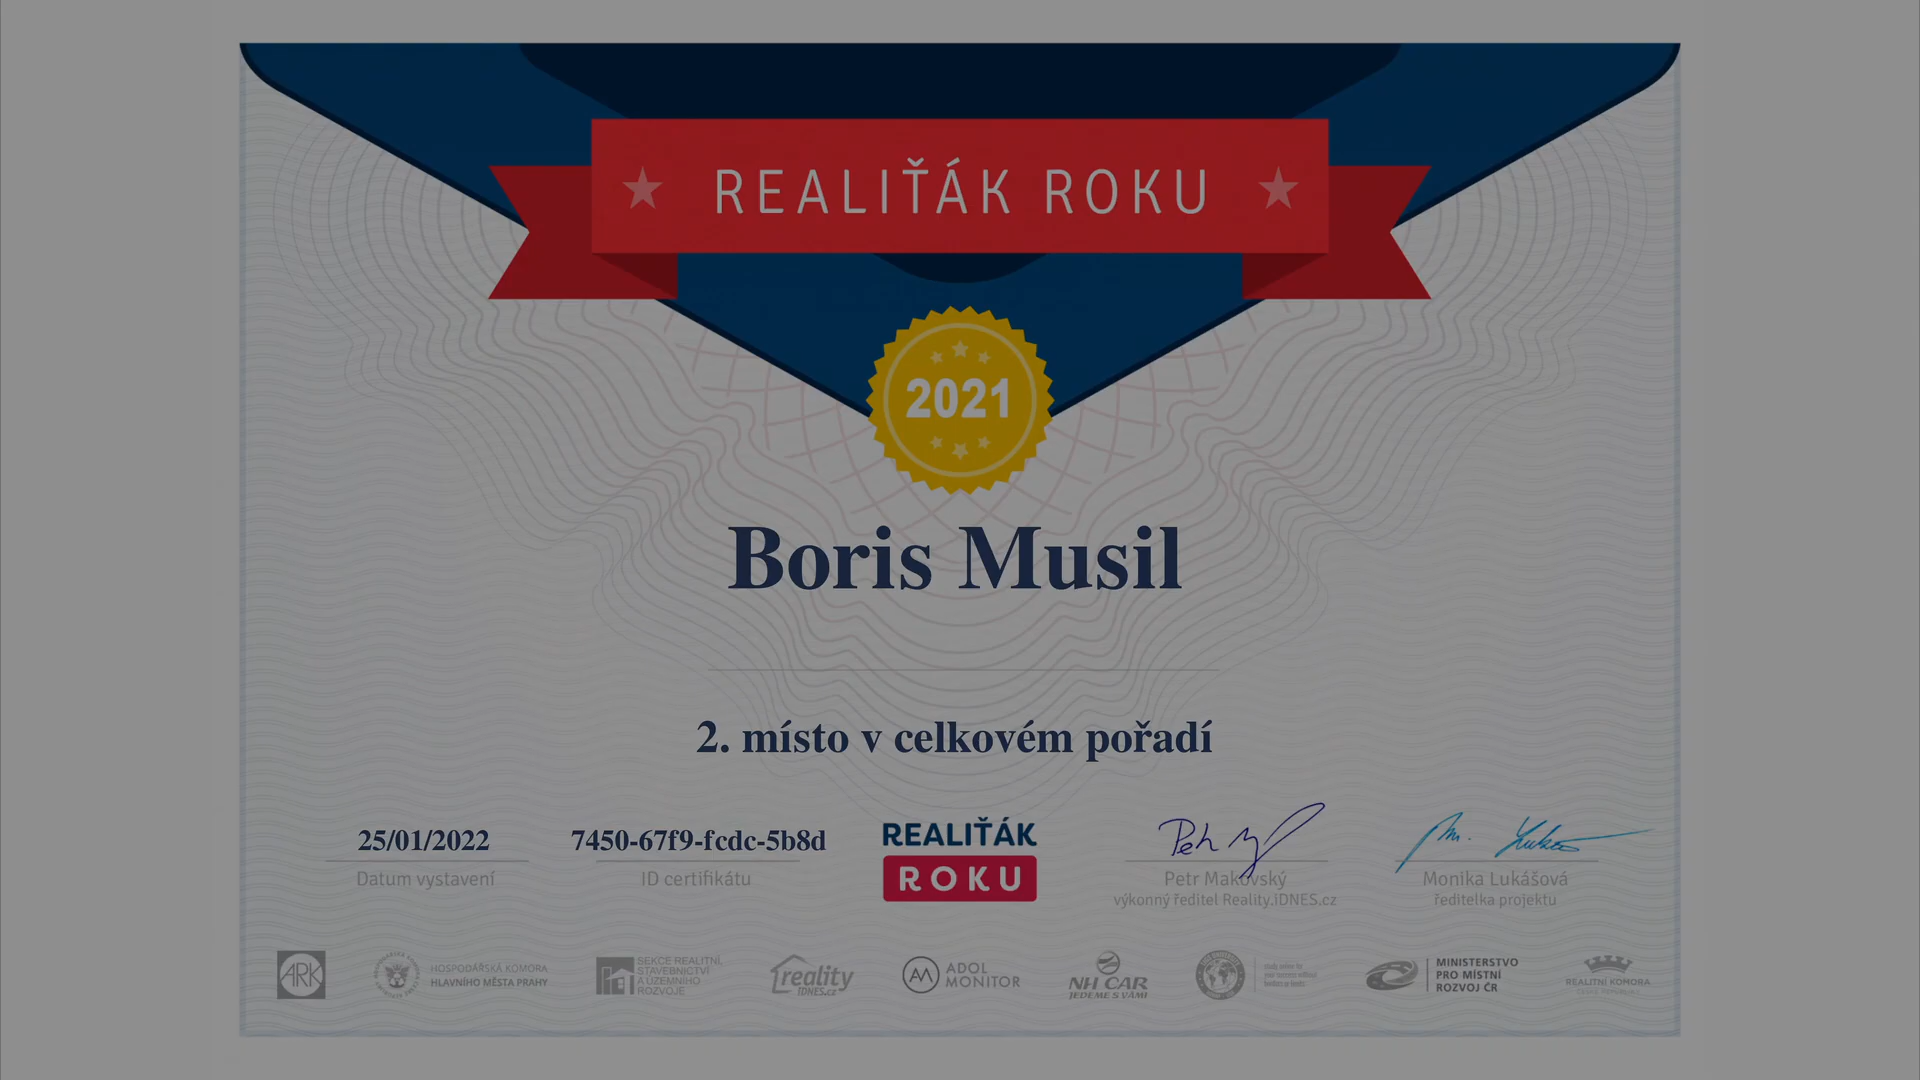 REALIŤÁK ROKU
2021
Boris Musil
2. místo v celkovém pořadí
25/01/2022
Datum vystavení
7450-67f9-fcdc-5b8d
ID certifikátu
REALIŤÁK
ROKU
Petr Makovský
výkonný ředitel Reality.iDNES.cz
Monika Lukášová
ředitelka projektu
ARK
HOSPODÁŘSKÁ KOMORA
HLAVNÍHO MĚSTA PRAHY
SEKCE REALITNÍ,
STAVEBNICTVÍ
A ÚZEMNÍHO
ROZVOJE
reality
iDNES.cz
ADOL
MONITOR
NH CAR
JEDEME S VÁMI
MINISTERSTVO
PRO MÍSTNÍ
ROZVOJ ČR
REALITNÍ KOMORA